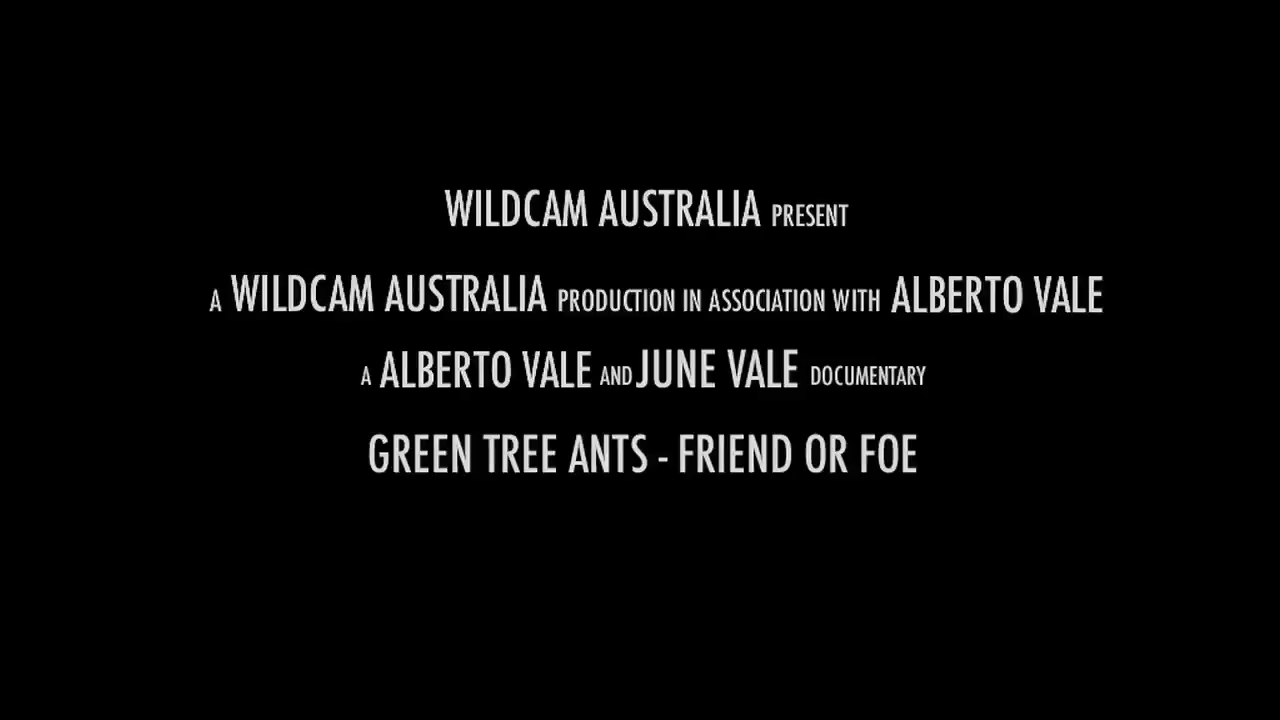 WILDCAM AUSTRALIA PRESENT
A WILDCAM AUSTRALIA PRODUCTION IN ASSOCIATION WITH ALBERTO VALE
A ALBERTO VALE AND JUNE VALE DOCUMENTARY
GREEN TREE ANTS - FRIEND OR FOE